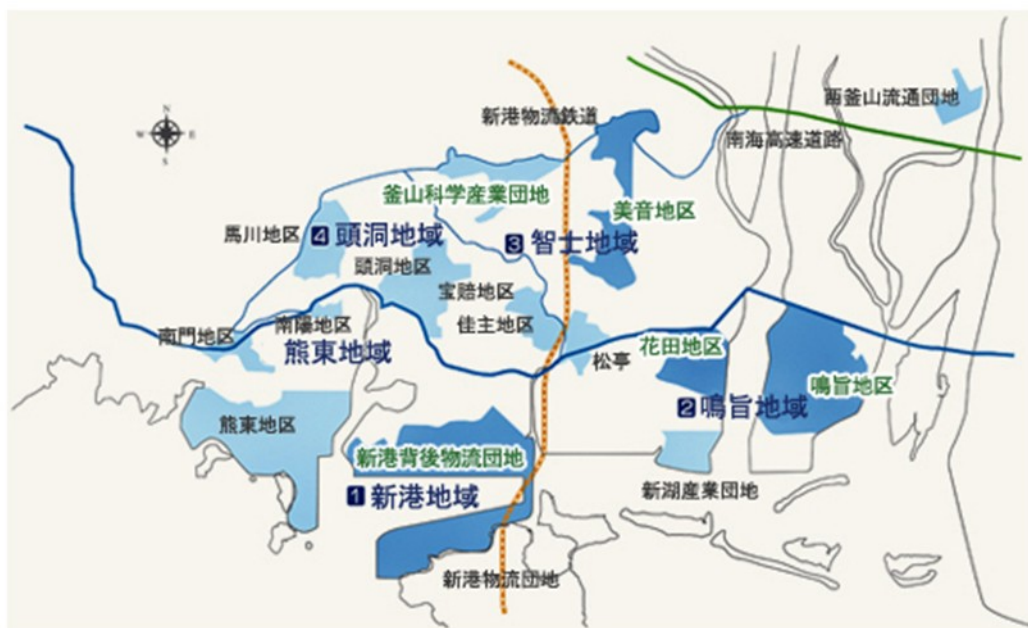 N
W E
S
新港物流鉄道
西釜山流通団地
南海高速道路
釜山科学産業団地
美音地区
馬川地区
4 頭洞地域
3 智士地域
頭洞地区
宝賠地区
南門地区
南陽地区
佳主地区
熊東地域
松亭
花田地区
鳴旨地区
2 鳴旨地域
熊東地区
新港背後物流団地
1 新港地域
新湖産業団地
新港物流団地